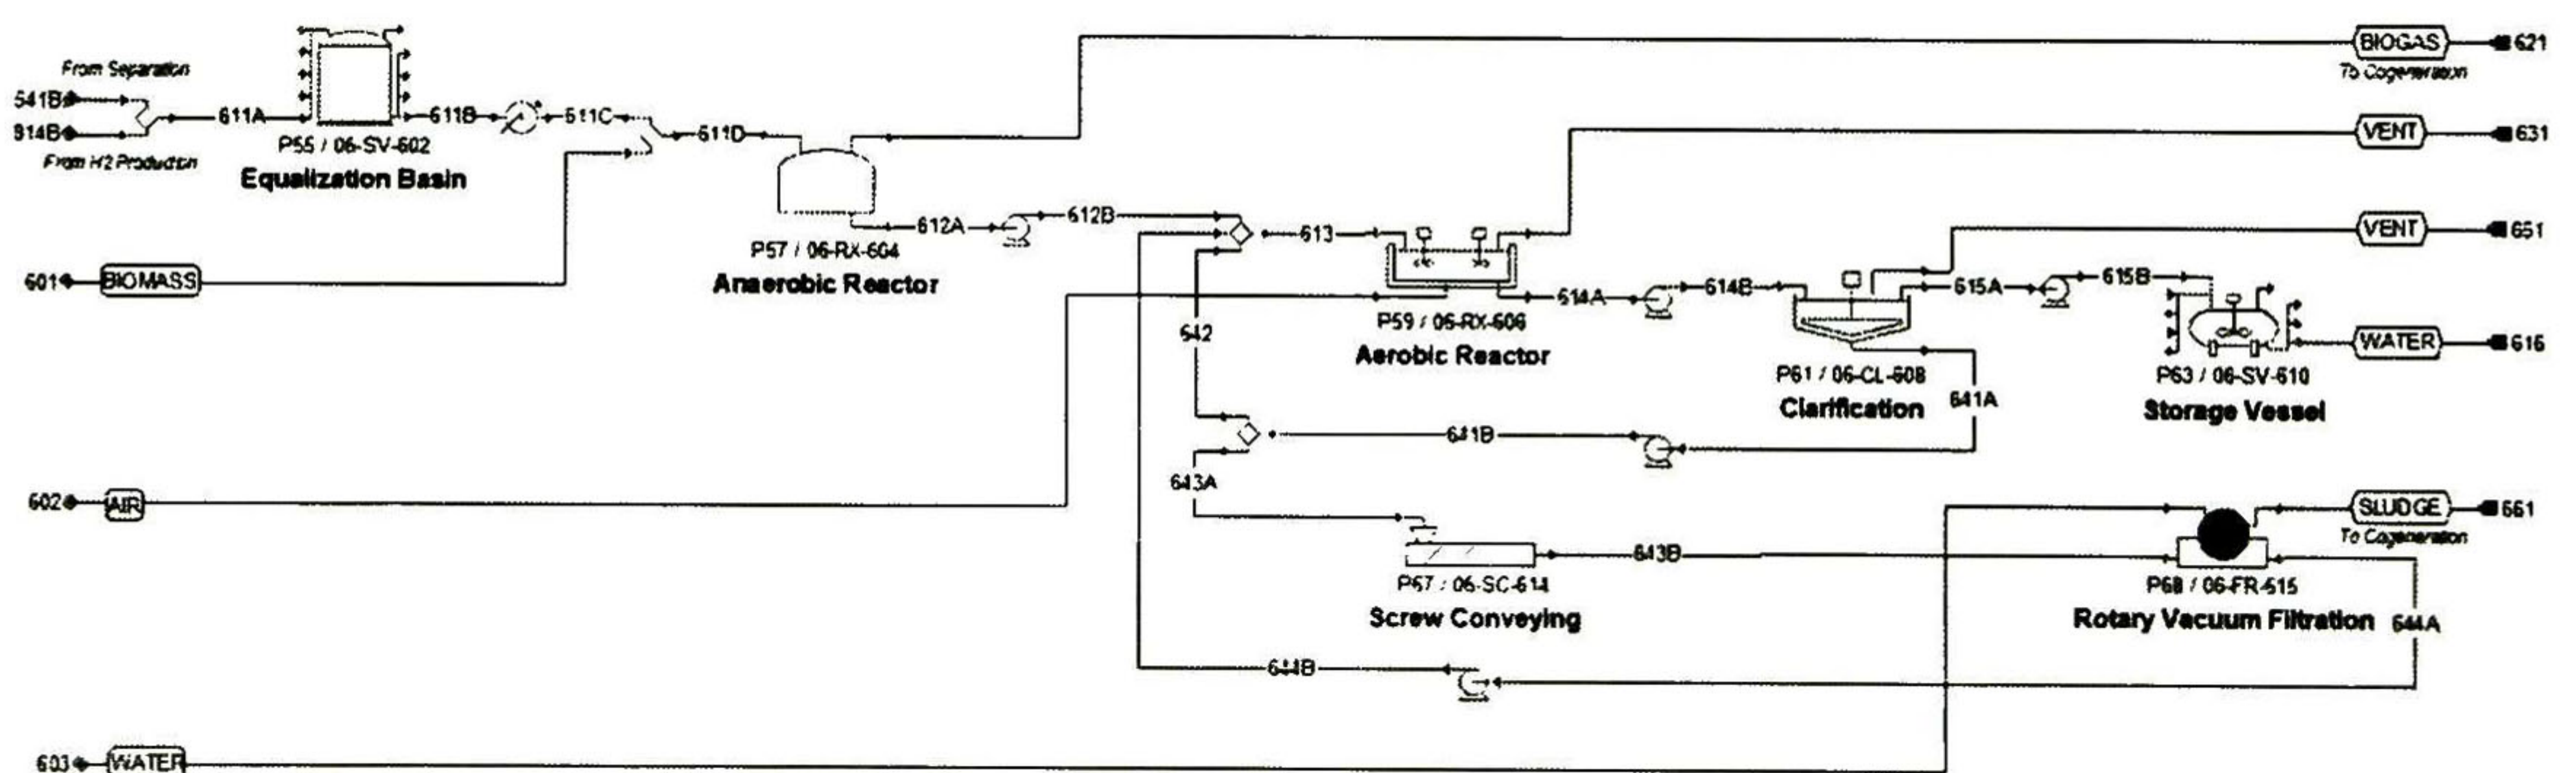 BIOGAS
621
From Separation
To Cogeneration
541B
611A
611B
611C
914B
611D
VENT
631
P55 / 06-SV-602
From H2 Production
Equalization Basin
612A
612B
613
VENT
651
P57 / 06-RX-604
Anaerobic Reactor
601
BIOMASS
614A
614B
615A
615B
P59 / 06-RX-606
Aerobic Reactor
642
WATER
616
P61 / 06-CL-608
Clarification
P63 / 06-SV-610
Storage Vessel
641A
641B
643A
602
AIR
SLUDGE
661
To Cogeneration
643B
P67 / 06-SC-614
Screw Conveying
P68 / 06-FR-615
Rotary Vacuum Filtration
644A
644B
603
WATER